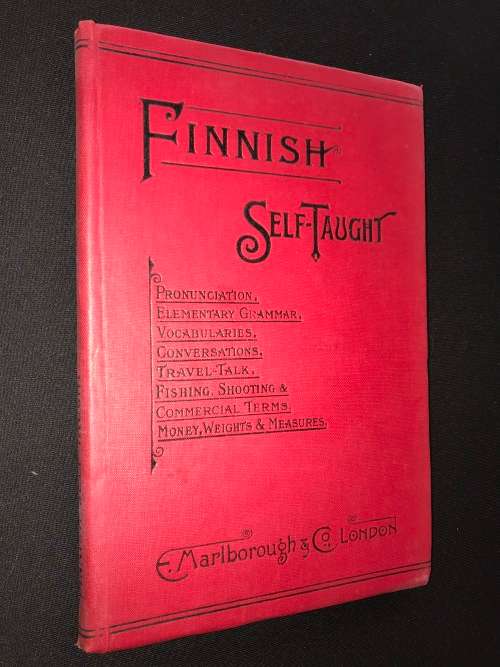 FINNISH
SELF-TAUGHT
PRONUNCIATION,
ELEMENTARY GRAMMAR,
VOCABULARIES,
CONVERSATIONS,
TRAVEL-TALK,
FISHING, SHOOTING &
COMMERCIAL TERMS,
MONEY, WEIGHTS & MEASURES.
E. Marlborough & Co. LONDON